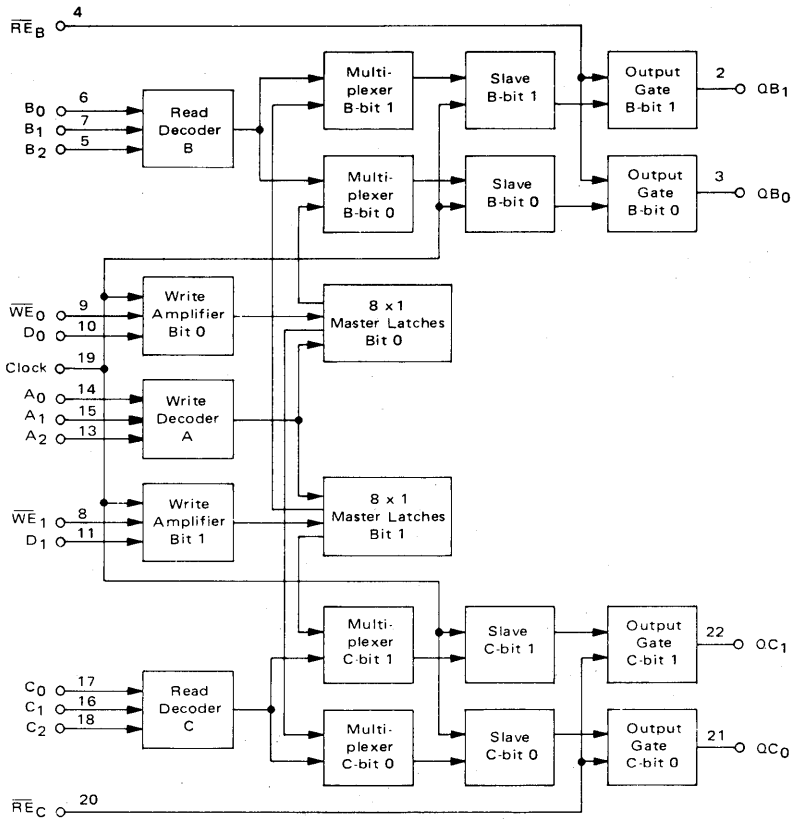 R̅E̅B 4
Multi-
plexer
B-bit 1
Slave
B-bit 1
Output
Gate
B-bit 1
2 QB1
B0 6
B1 7
B2 5
Read
Decoder
B
Multi-
plexer
B-bit 0
Slave
B-bit 0
Output
Gate
B-bit 0
3 QB0
W̅E̅0 9
D0 10
Write
Amplifier
Bit 0
8 x 1
Master Latches
Bit 0
Clock 19
A0 14
A1 15
A2 13
Write
Decoder
A
W̅E̅1 8
D1 11
Write
Amplifier
Bit 1
8 x 1
Master Latches
Bit 1
Multi-
plexer
C-bit 1
Slave
C-bit 1
Output
Gate
C-bit 1
22 QC1
C0 17
C1 16
C2 18
Read
Decoder
C
Multi-
plexer
C-bit 0
Slave
C-bit 0
Output
Gate
C-bit 0
21 QC0
R̅E̅C 20